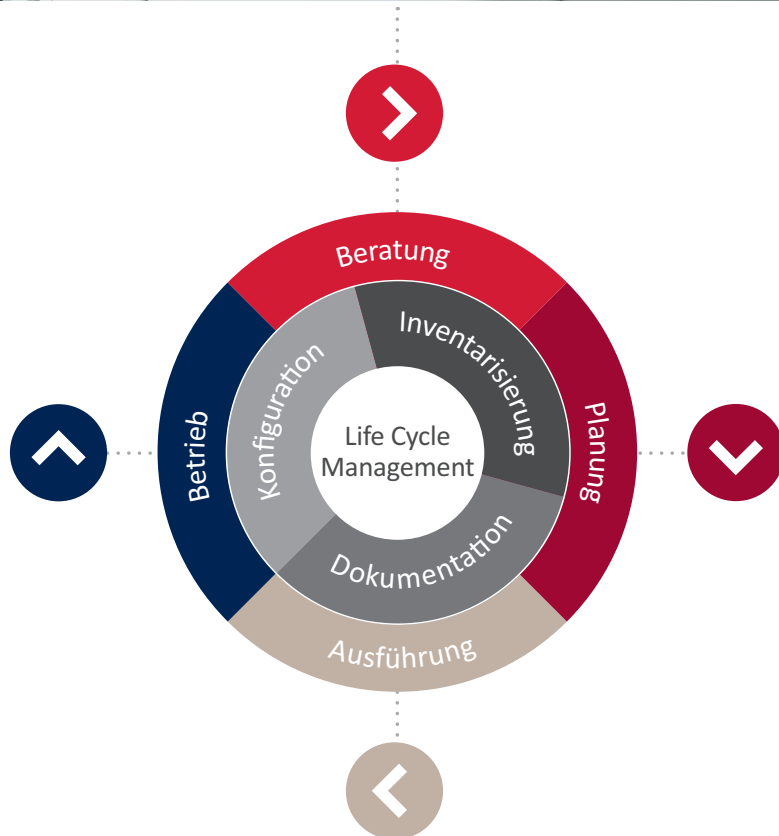 Beratung
Inventarisierung
Konfiguration
Planung
Betrieb
Life Cycle
Management
Dokumentation
Ausführung